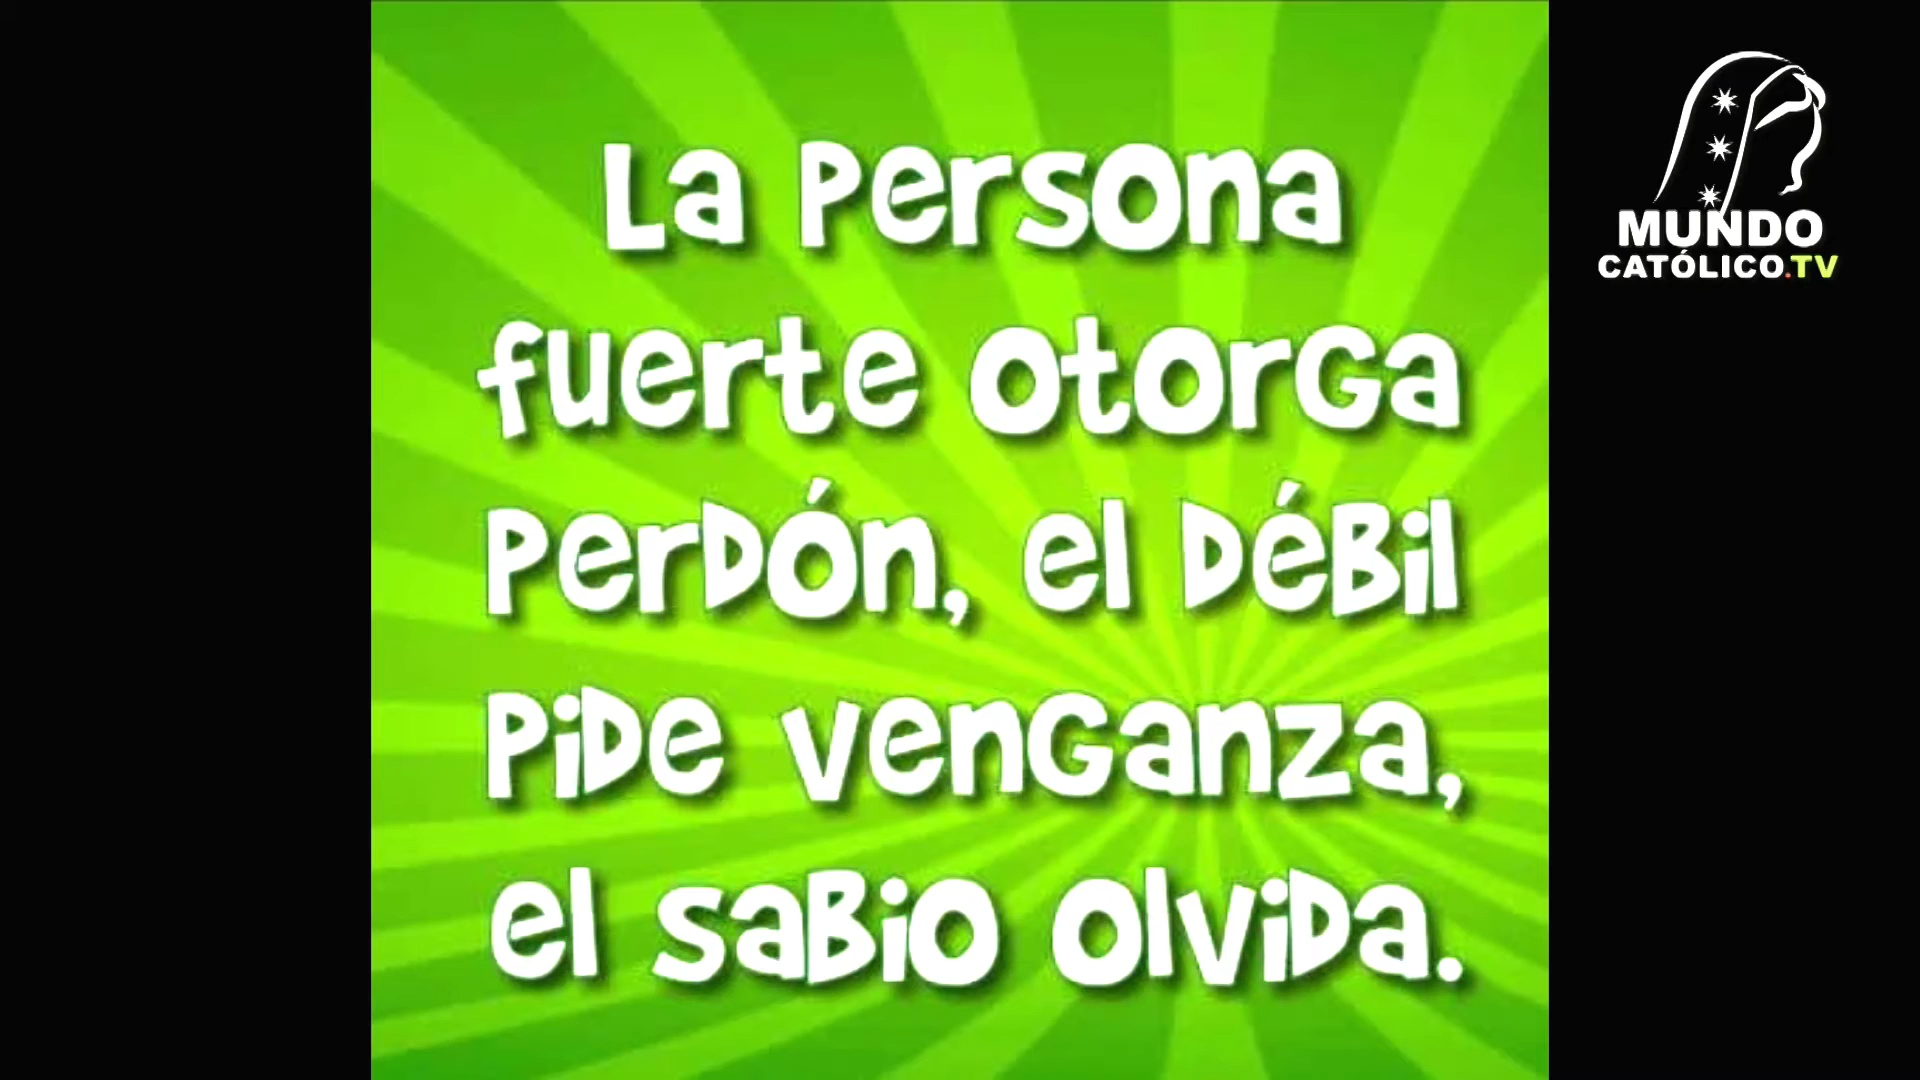 La persona
fuerte otorga
perdón, el débil
pide venganza,
el sabio olvida.
MUNDO
CATÓLICO.TV